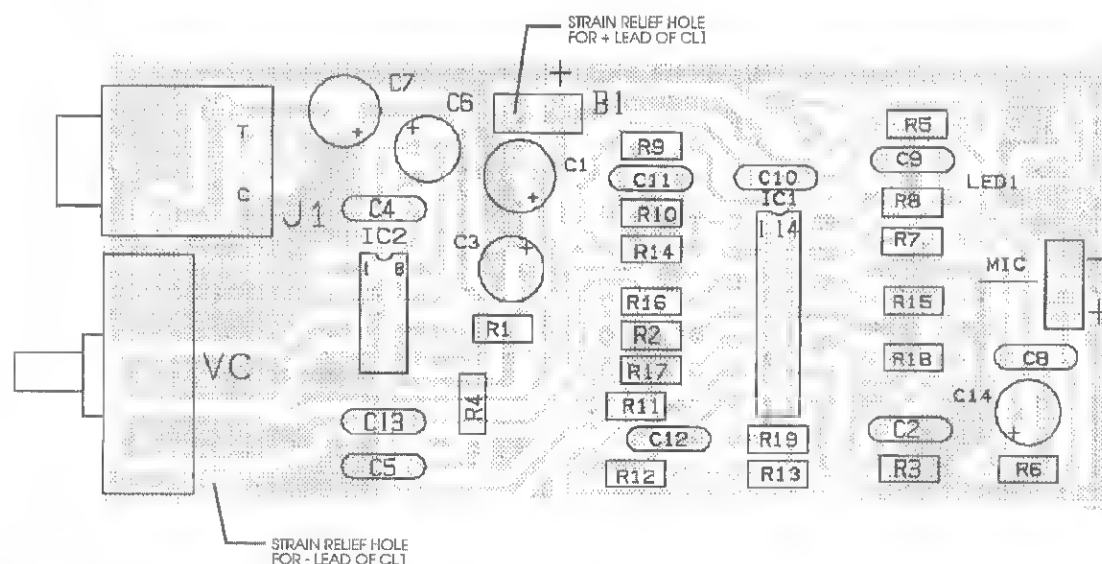 STRAIN RELIEF HOLE
FOR + LEAD OF CL1
+
C7
C6
B1
R5
T
+
+
R9
C9
C1
C11
C10
LED1
G
+
IC1
R8
J1
C4
R10
1 14
IC2
C3
+
R14
R7
1 8
MIC
R16
R15
+
R1
R2
VC
R17
R18
C8
R4
R11
C14
C13
C12
R19
C2
+
C5
R12
R13
R3
R6
STRAIN RELIEF HOLE
FOR - LEAD OF CL1